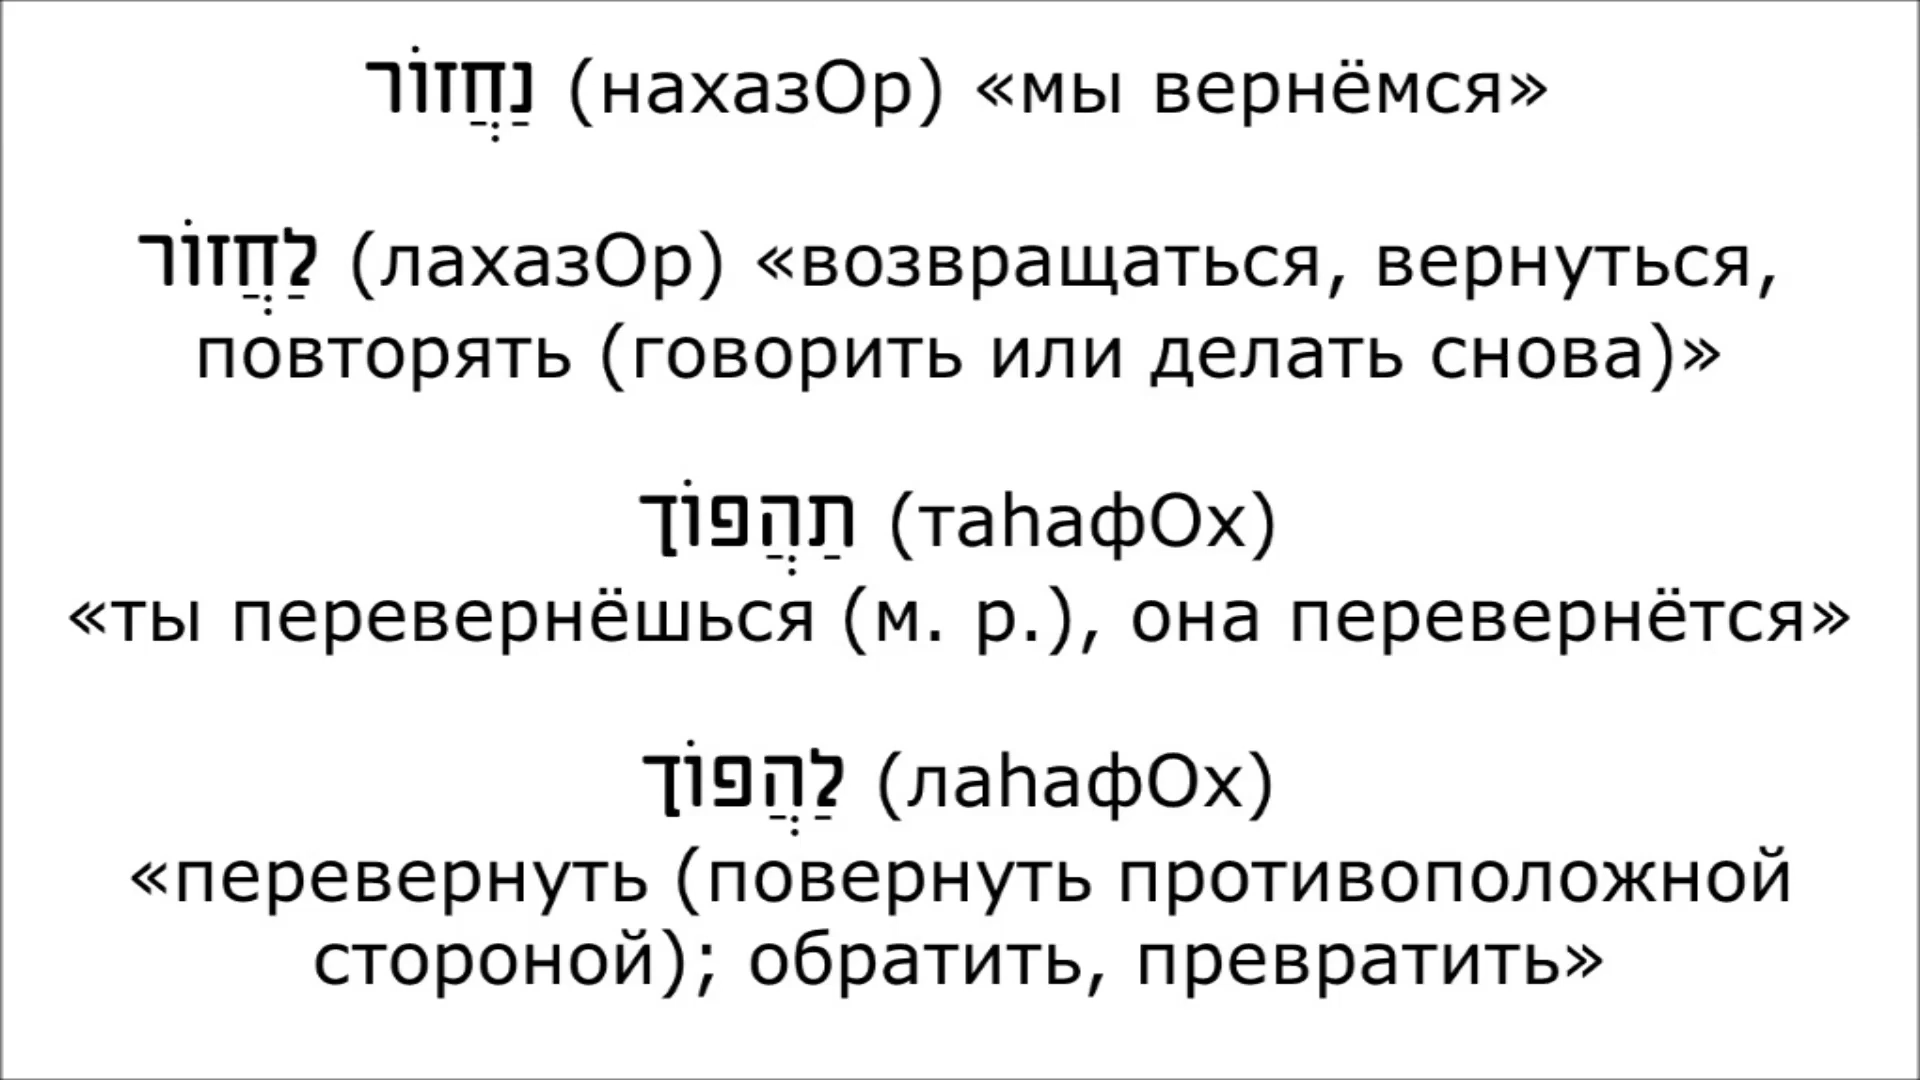 נַחֲזוֹר (нахазОр) «мы вернёмся»
לַחֲזוֹר (лахазОр) «возвращаться, вернуться,
повторять (говорить или делать снова)»
תַהֲפוֹך (таhафОх)
«ты перевернёшься (м. р.), она перевернётся»
לַהֲפוֹך (лаhафОх)
«перевернуть (повернуть противоположной
стороной); обратить, превратить»